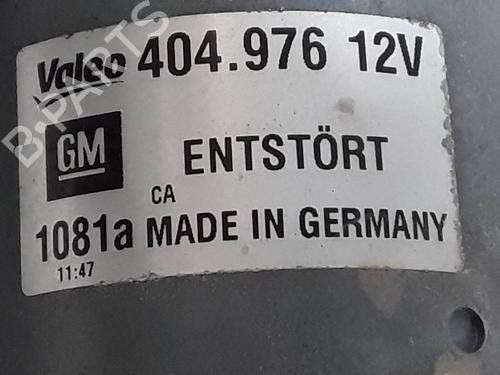 Valeo 404.976 12V
GM ENTSTÖRT
CA
1081a MADE IN GERMANY
11:47
B-PARTS